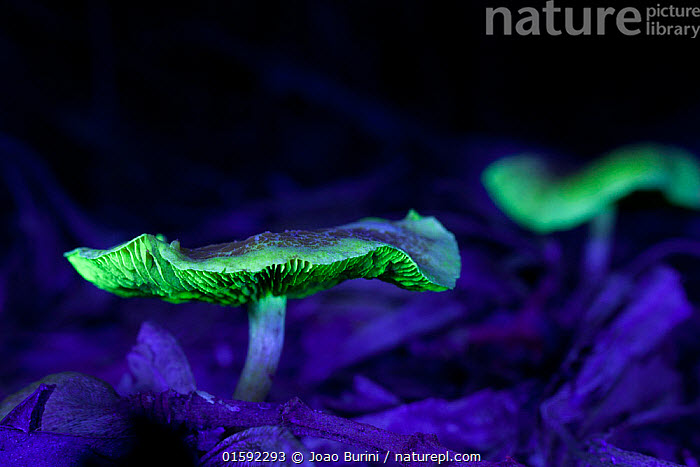 nature picture library
01592293 © Joao Burini / naturepl.com